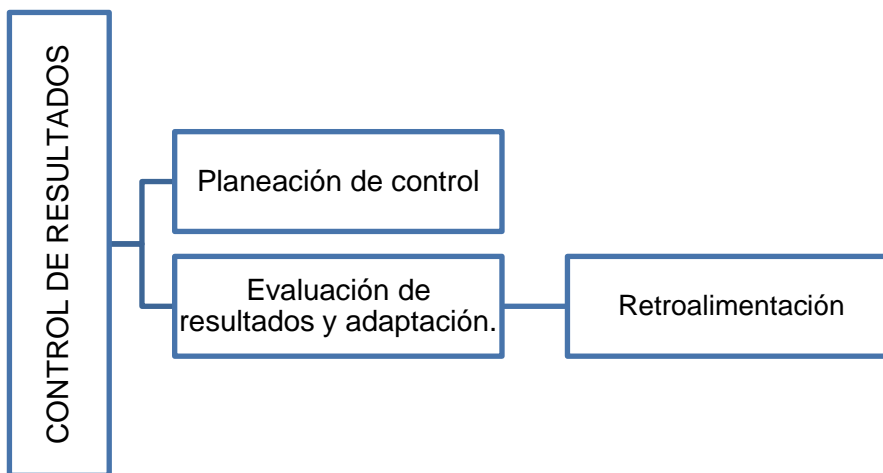 CONTROL DE RESULTADOS
Planeación de control
Evaluación de
resultados y adaptación.
Retroalimentación